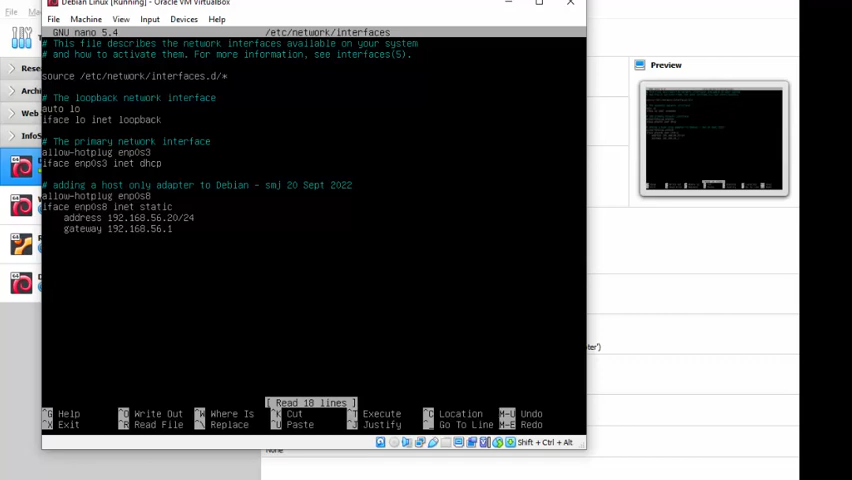 File
Debian Linux [Running] - Oracle VM VirtualBox
File Machine View Input Devices Help
Preview
GNU nano 5.4 /etc/network/interfaces
# This file describes the network interfaces available on your system
# and how to activate them. For more information, see interfaces(5).
source /etc/network/interfaces.d/*
# The loopback network interface
auto lo
iface lo inet loopback
# The primary network interface
allow-hotplug enp0s3
iface enp0s3 inet dhcp
# adding a host only adapter to Debian - smj 20 Sept 2022
allow-hotplug enp0s8
iface enp0s8 inet static
address 192.168.56.20/24
gateway 192.168.56.1
[ Read 18 lines ]
^G Help ^O Write Out ^W Where Is ^K Cut ^T Execute ^C Location M-U Undo
^X Exit ^R Read File ^\ Replace ^U Paste ^J Justify ^_ Go To Line M-E Redo
Shift + Ctrl + Alt
None